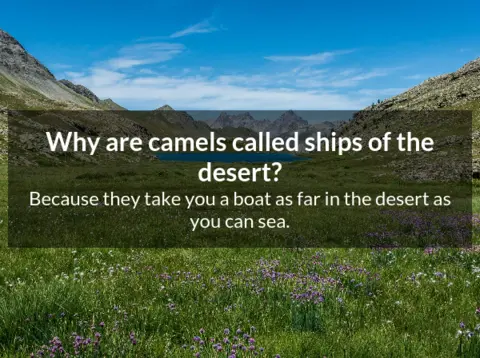 Why are camels called ships of the
desert?
Because they take you a boat as far in the desert as
you can sea.